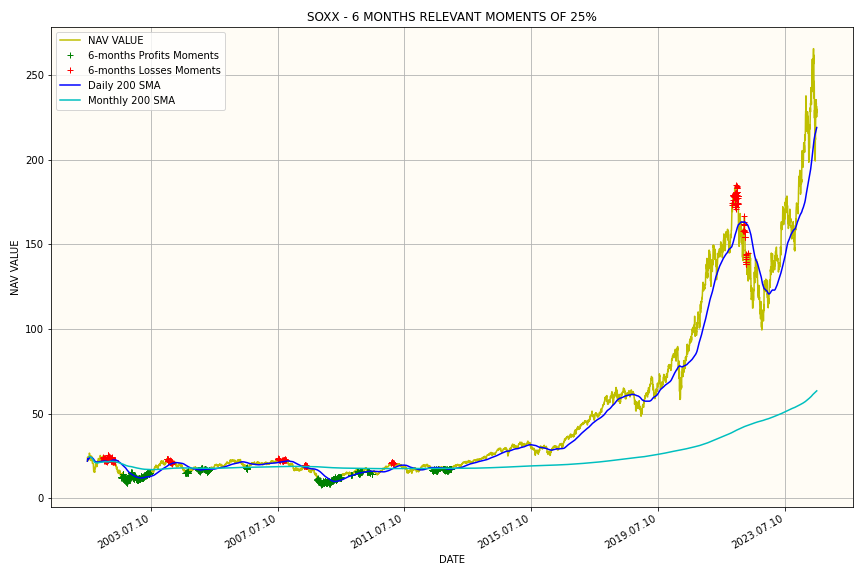 SOXX - 6 MONTHS RELEVANT MOMENTS OF 25%
NAV VALUE
6-months Profits Moments
6-months Losses Moments
Daily 200 SMA
Monthly 200 SMA
250
200
150
100
50
0
NAV VALUE
2003.07.10
2007.07.10
2011.07.10
2015.07.10
2019.07.10
2023.07.10
DATE